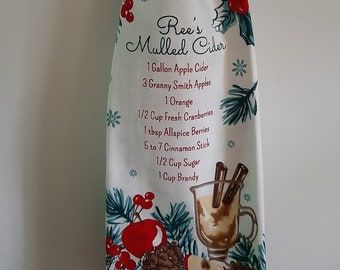 Ree's
Mulled Cider
1 Gallon Apple Cider
3 Granny Smith Apples
1 Orange
1/2 Cup Fresh Cranberries
1 tbsp Allspice Berries
5 to 7 Cinnamon Stick
1/2 Cup Sugar
1 Cup Brandy